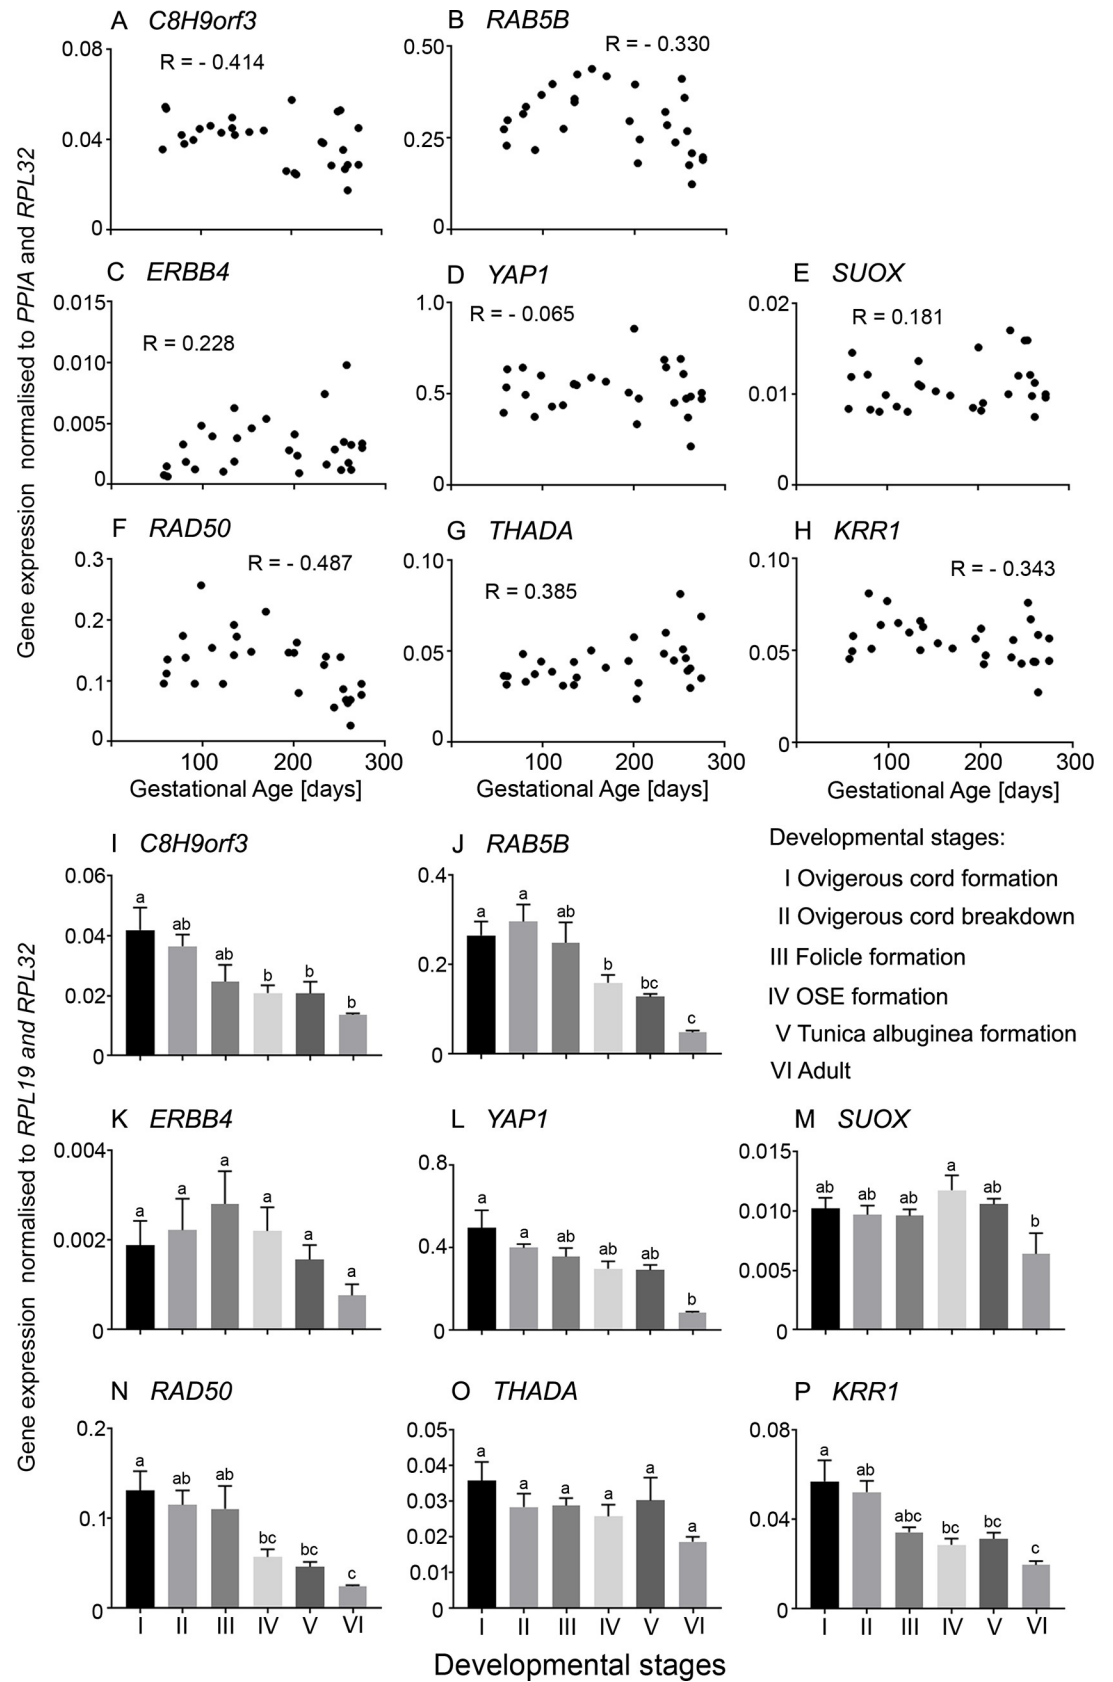 A C8H9orf3
B RAB5B
R = - 0.414
R = - 0.330
0.08
0.04
0
0.50
0.25
0
Gene expression normalised to PPIA and RPL32
C ERBB4
D YAP1
E SUOX
R = 0.228
R = - 0.065
R = 0.181
0.015
0.010
0.005
0
1.0
0.5
0
0.02
0.01
0
F RAD50
G THADA
H KRR1
R = - 0.487
R = 0.385
R = - 0.343
0.3
0.2
0.1
0
0.10
0.05
0
0.10
0.05
0
100 200 300
100 200 300
100 200 300
Gestational Age [days]
Gestational Age [days]
Gestational Age [days]
I C8H9orf3
J RAB5B
0.06
0.04
0.02
0
a ab ab b b b
0.4
0.2
0
a a ab b bc c
Developmental stages:
I Ovigerous cord formation
II Ovigerous cord breakdown
III Follicle formation
IV OSE formation
V Tunica albuginea formation
VI Adult
Gene expression normalised to RPL19 and RPL32
K ERBB4
L YAP1
M SUOX
0.004
0.002
0
a a a a a a
0.8
0.4
0
a a ab ab ab b
0.015
0.010
0.005
0
ab ab ab a ab b
N RAD50
O THADA
P KRR1
0.2
0.1
0
a ab ab bc bc c
0.05
0.04
0.03
0.02
0.01
0
a a a a a a
0.08
0.04
0
a ab abc bc bc c
I II III IV V VI
I II III IV V VI
I II III IV V VI
Developmental stages